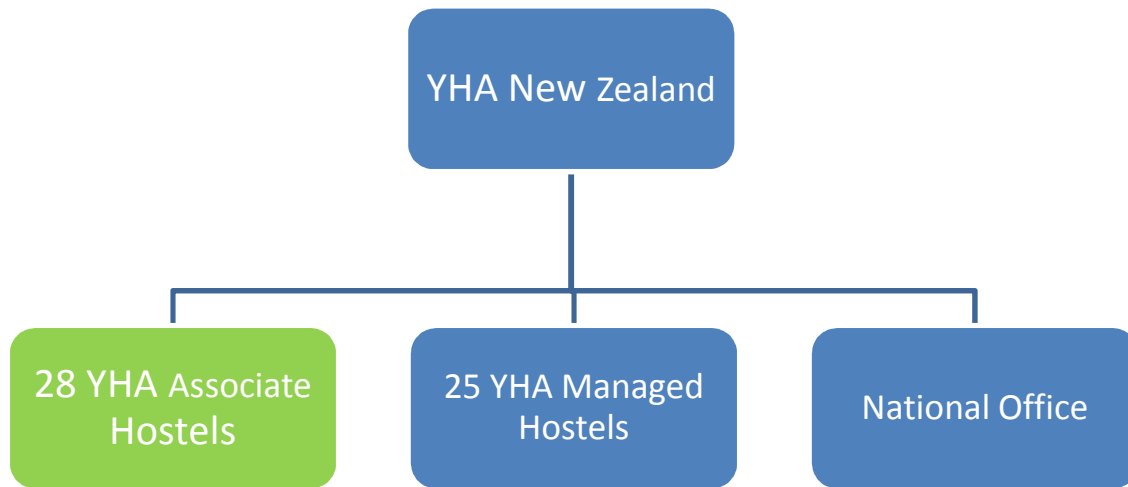 YHA New Zealand
28 YHA Associate
Hostels
25 YHA Managed
Hostels
National Office